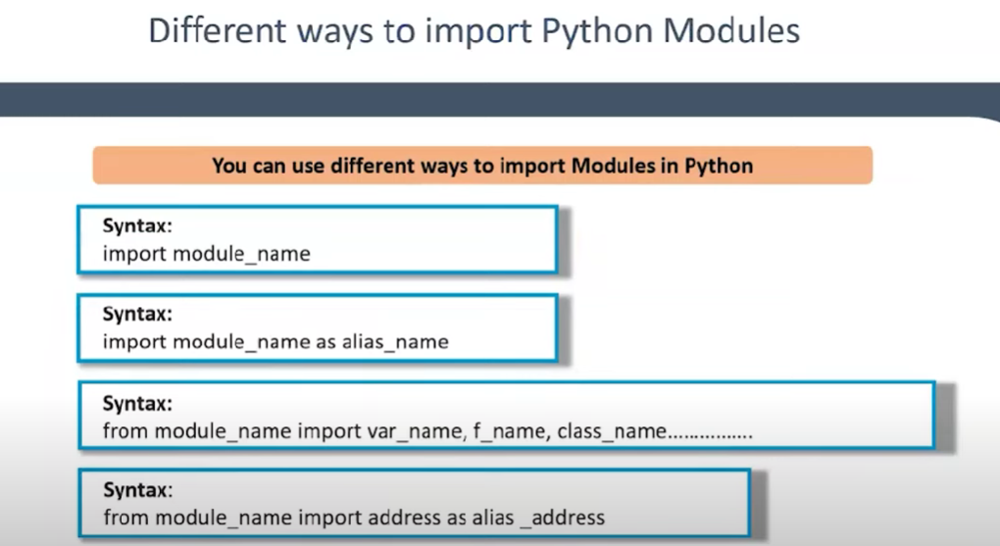 Different ways to import Python Modules
You can use different ways to import Modules in Python
Syntax:
import module_name
Syntax:
import module_name as alias_name
Syntax:
from module_name import var_name, f_name, class_name...............
Syntax:
from module_name import address as alias _address